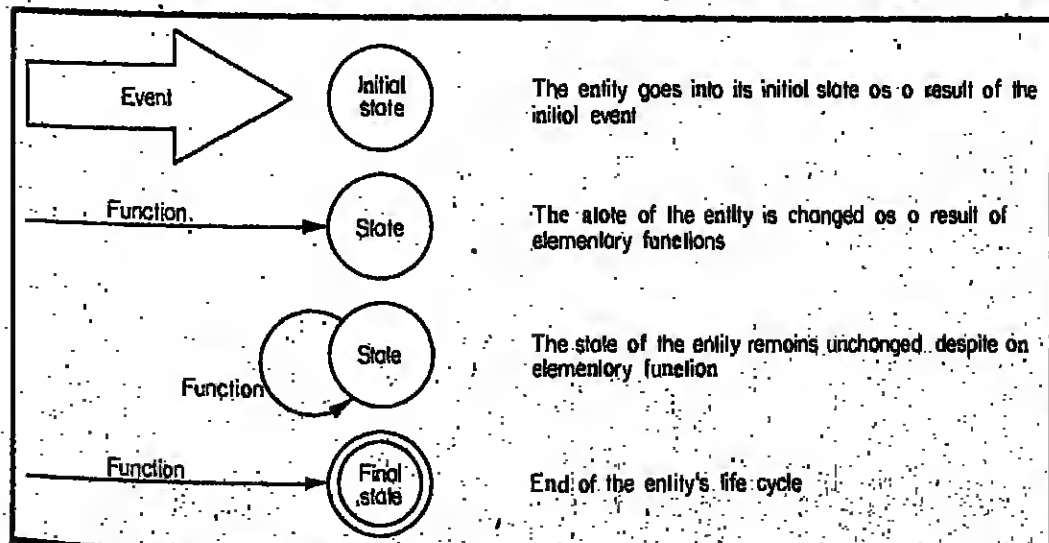 Event
Initial
state
The entity goes into its initial state as a result of the
initial event
Function.
State
The state of the entity is changed as a result of
elementary functions
State
Function
The state of the entity remains unchanged despite an
elementary function
Function
Final
state
End of the entity's life cycle